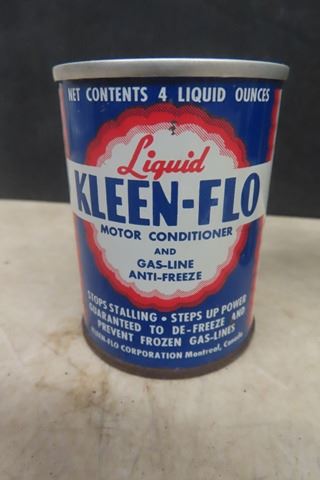 NET CONTENTS 4 LIQUID OUNCES
Liquid
KLEEN-FLO
MOTOR CONDITIONER
AND
GAS-LINE
ANTI-FREEZE
STOPS STALLING • STEPS UP POWER
GUARANTEED TO DE-FREEZE AND
PREVENT FROZEN GAS-LINES
KLEEN-FLO CORPORATION Montreal, Canada